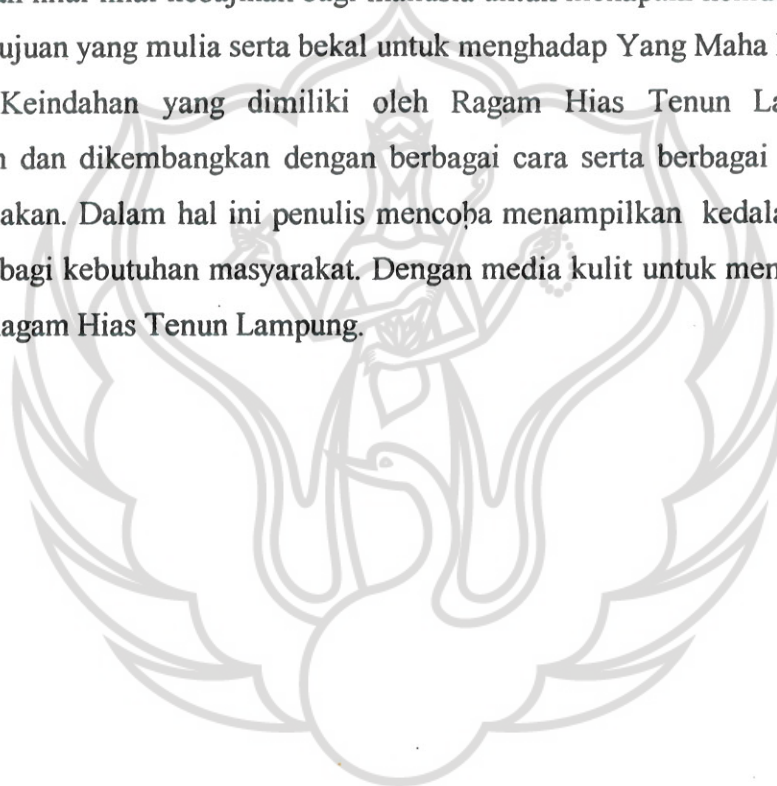 ujuan yang mulia serta bekal untuk menghadap Yang Maha
Keindahan yang dimiliki oleh Ragam Hias Tenun La
n dan dikembangkan dengan berbagai cara serta berbagai
akan. Dalam hal ini penulis mencoba menampilkan kedala
bagi kebutuhan masyarakat. Dengan media kulit untuk men
agam Hias Tenun Lampung.